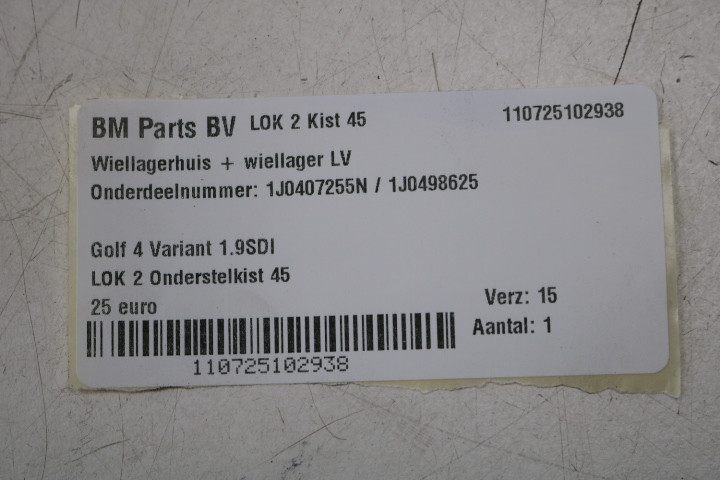 BM Parts BV LOK 2 Kist 45 110725102938
Wiellagerhuis + wiellager LV
Onderdeelnummer: 1J0407255N / 1J0498625
Golf 4 Variant 1.9SDI
LOK 2 Onderstelkist 45
25 euro Verz: 15
Aantal: 1
110725102938